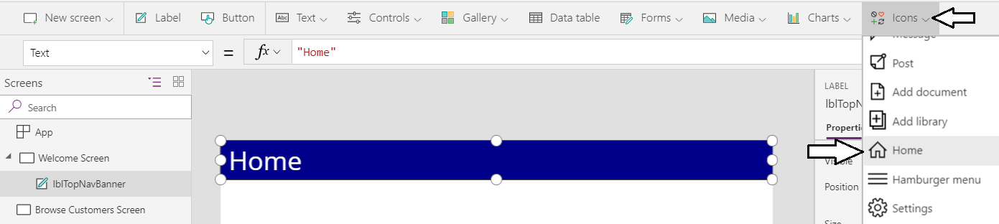 New screen Label Button Text Controls Gallery Data table Forms Media Charts Icons
Text = fx "Home"
Message
Post
Add document
Add library
Home
Hamburger menu
Settings
Screens
Search
App
Welcome Screen
lblTopNavBanner
Browse Customers Screen
Home
LABEL
lblTopN
Properti
Visible
Position
Size